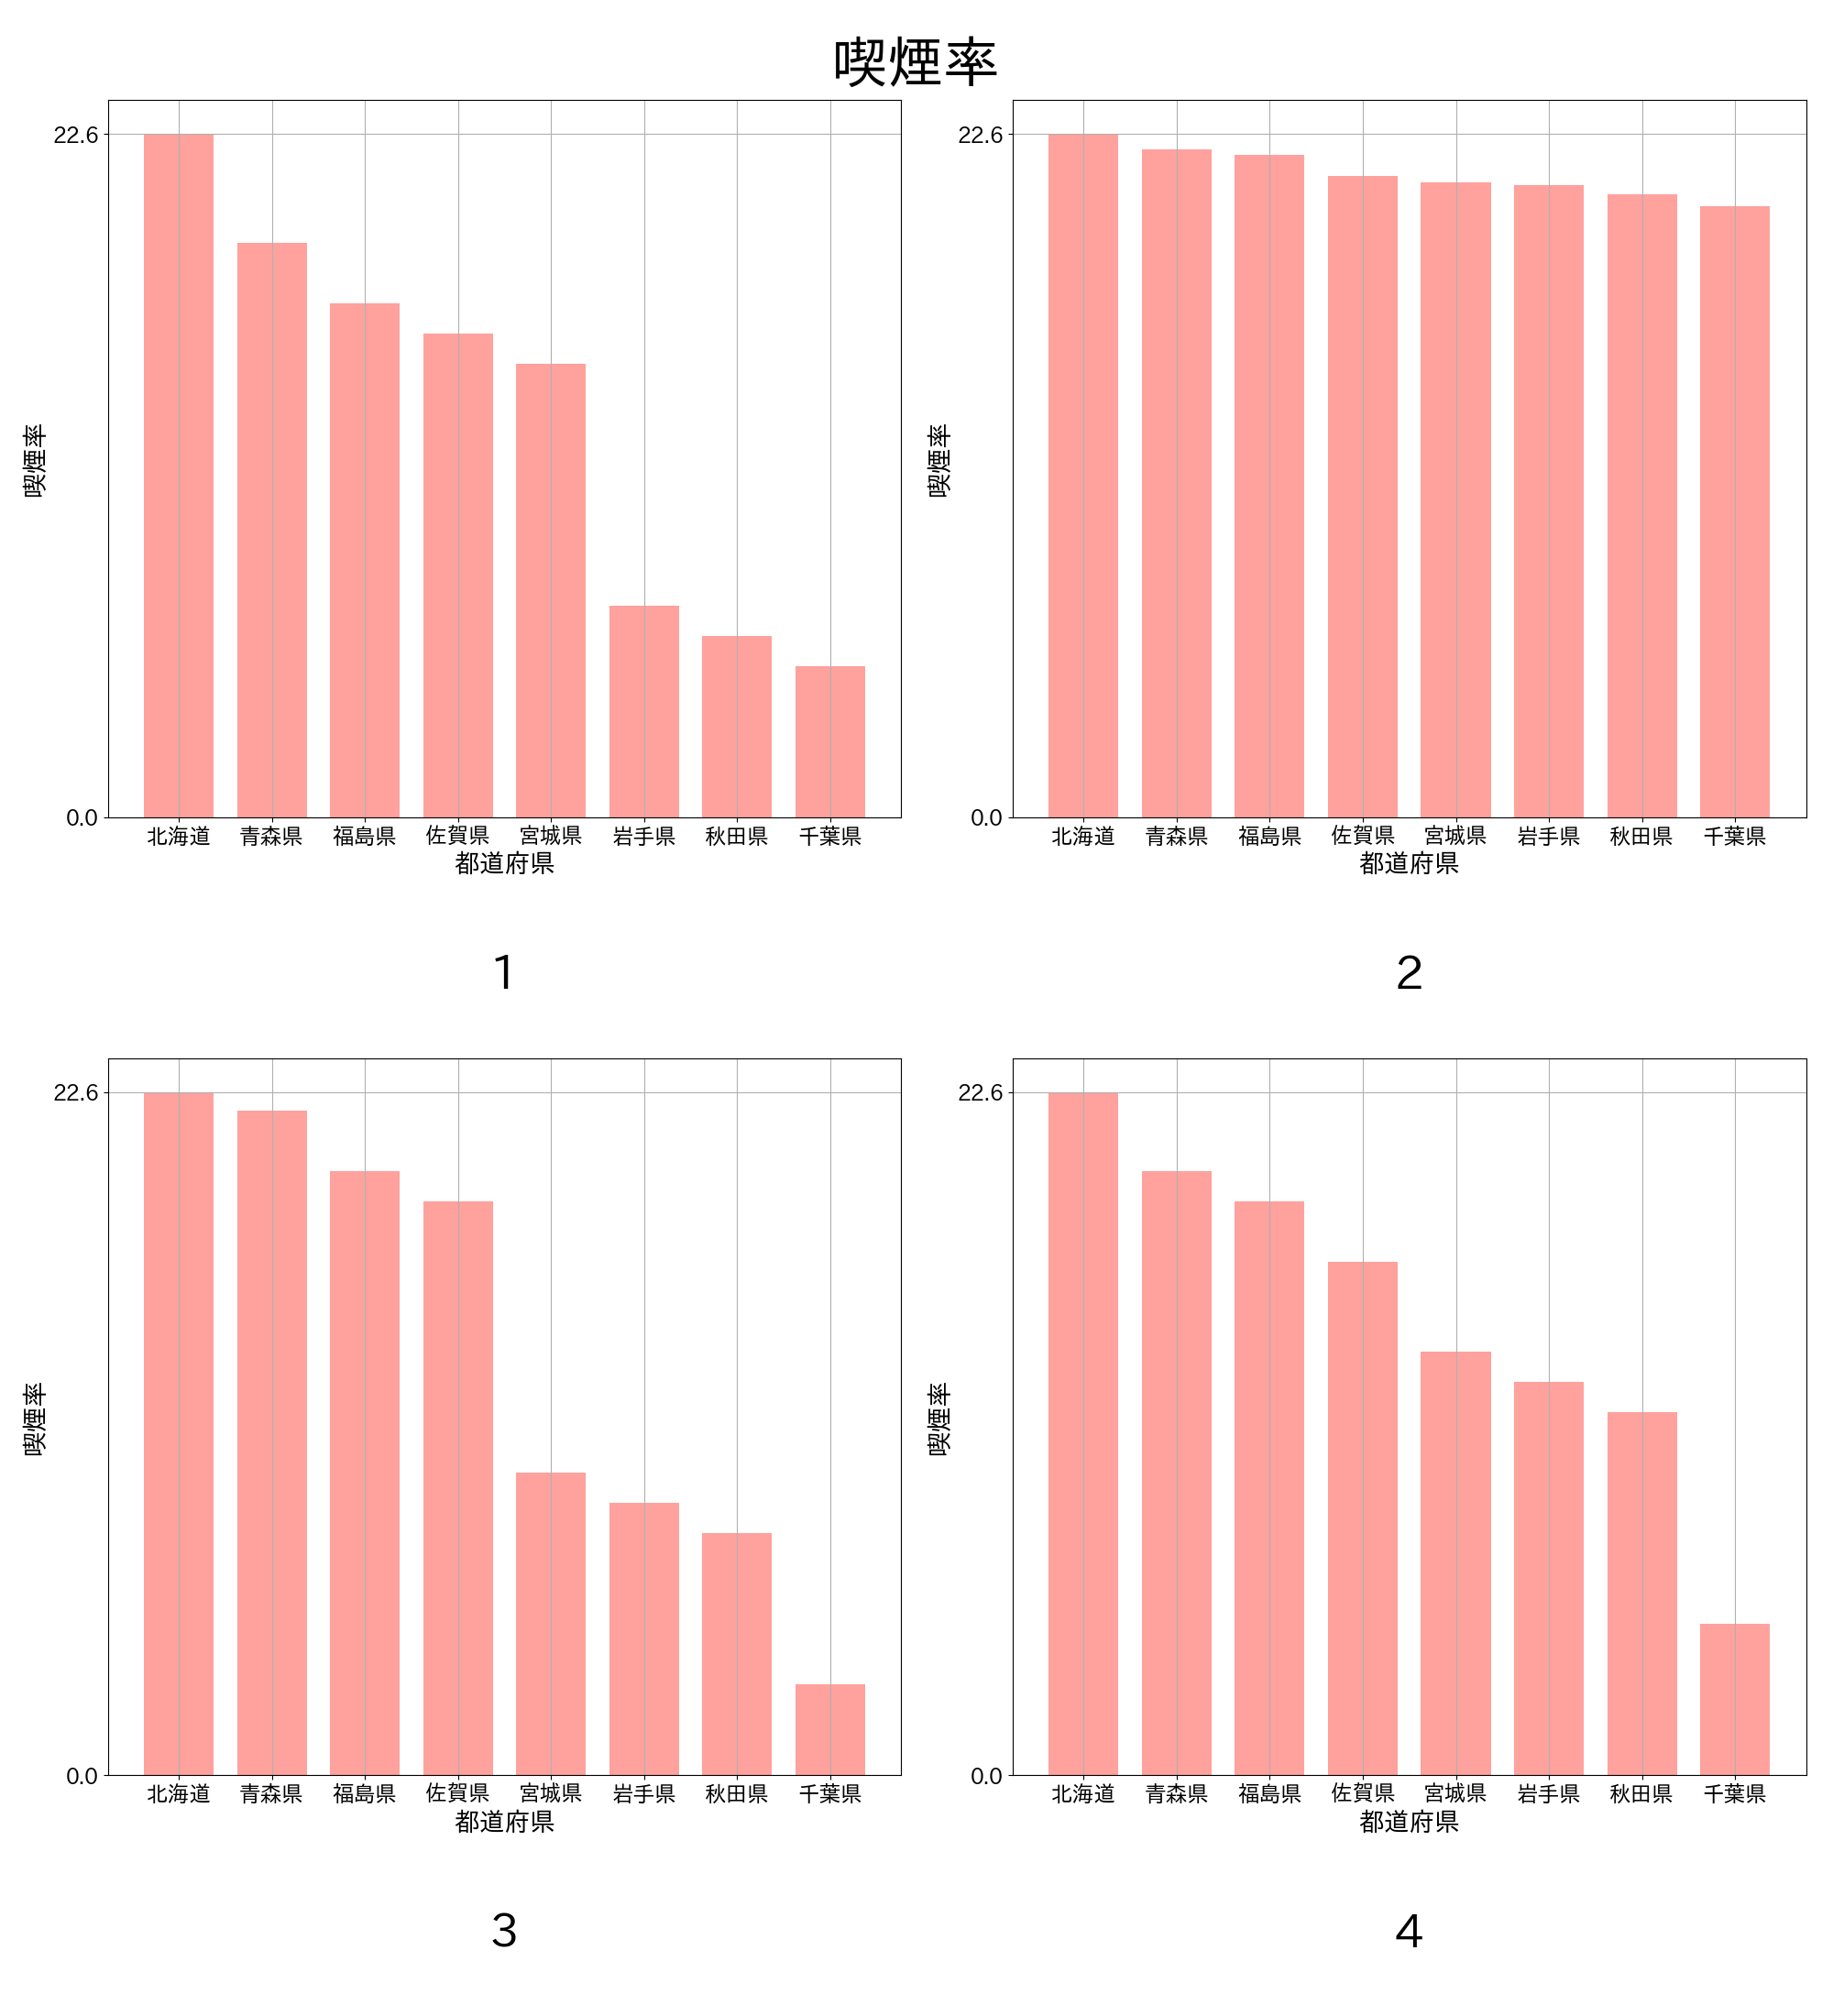 喫煙率
22.6
0.0
喫煙率
北海道 青森県 福島県 佐賀県 宮城県 岩手県 秋田県 千葉県
都道府県
1
22.6
0.0
喫煙率
北海道 青森県 福島県 佐賀県 宮城県 岩手県 秋田県 千葉県
都道府県
2
22.6
0.0
喫煙率
北海道 青森県 福島県 佐賀県 宮城県 岩手県 秋田県 千葉県
都道府県
3
22.6
0.0
喫煙率
北海道 青森県 福島県 佐賀県 宮城県 岩手県 秋田県 千葉県
都道府県
4